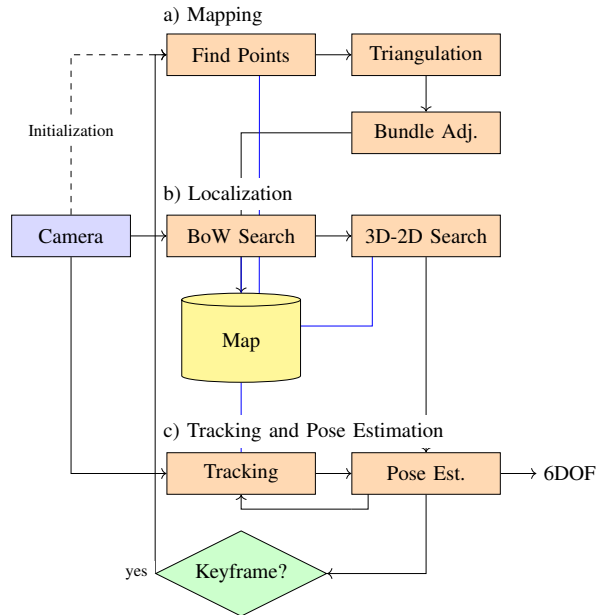 a) Mapping
Find Points
Triangulation
Initialization
Bundle Adj.
b) Localization
Camera
BoW Search
3D-2D Search
Map
c) Tracking and Pose Estimation
Tracking
Pose Est.
6DOF
yes
Keyframe?